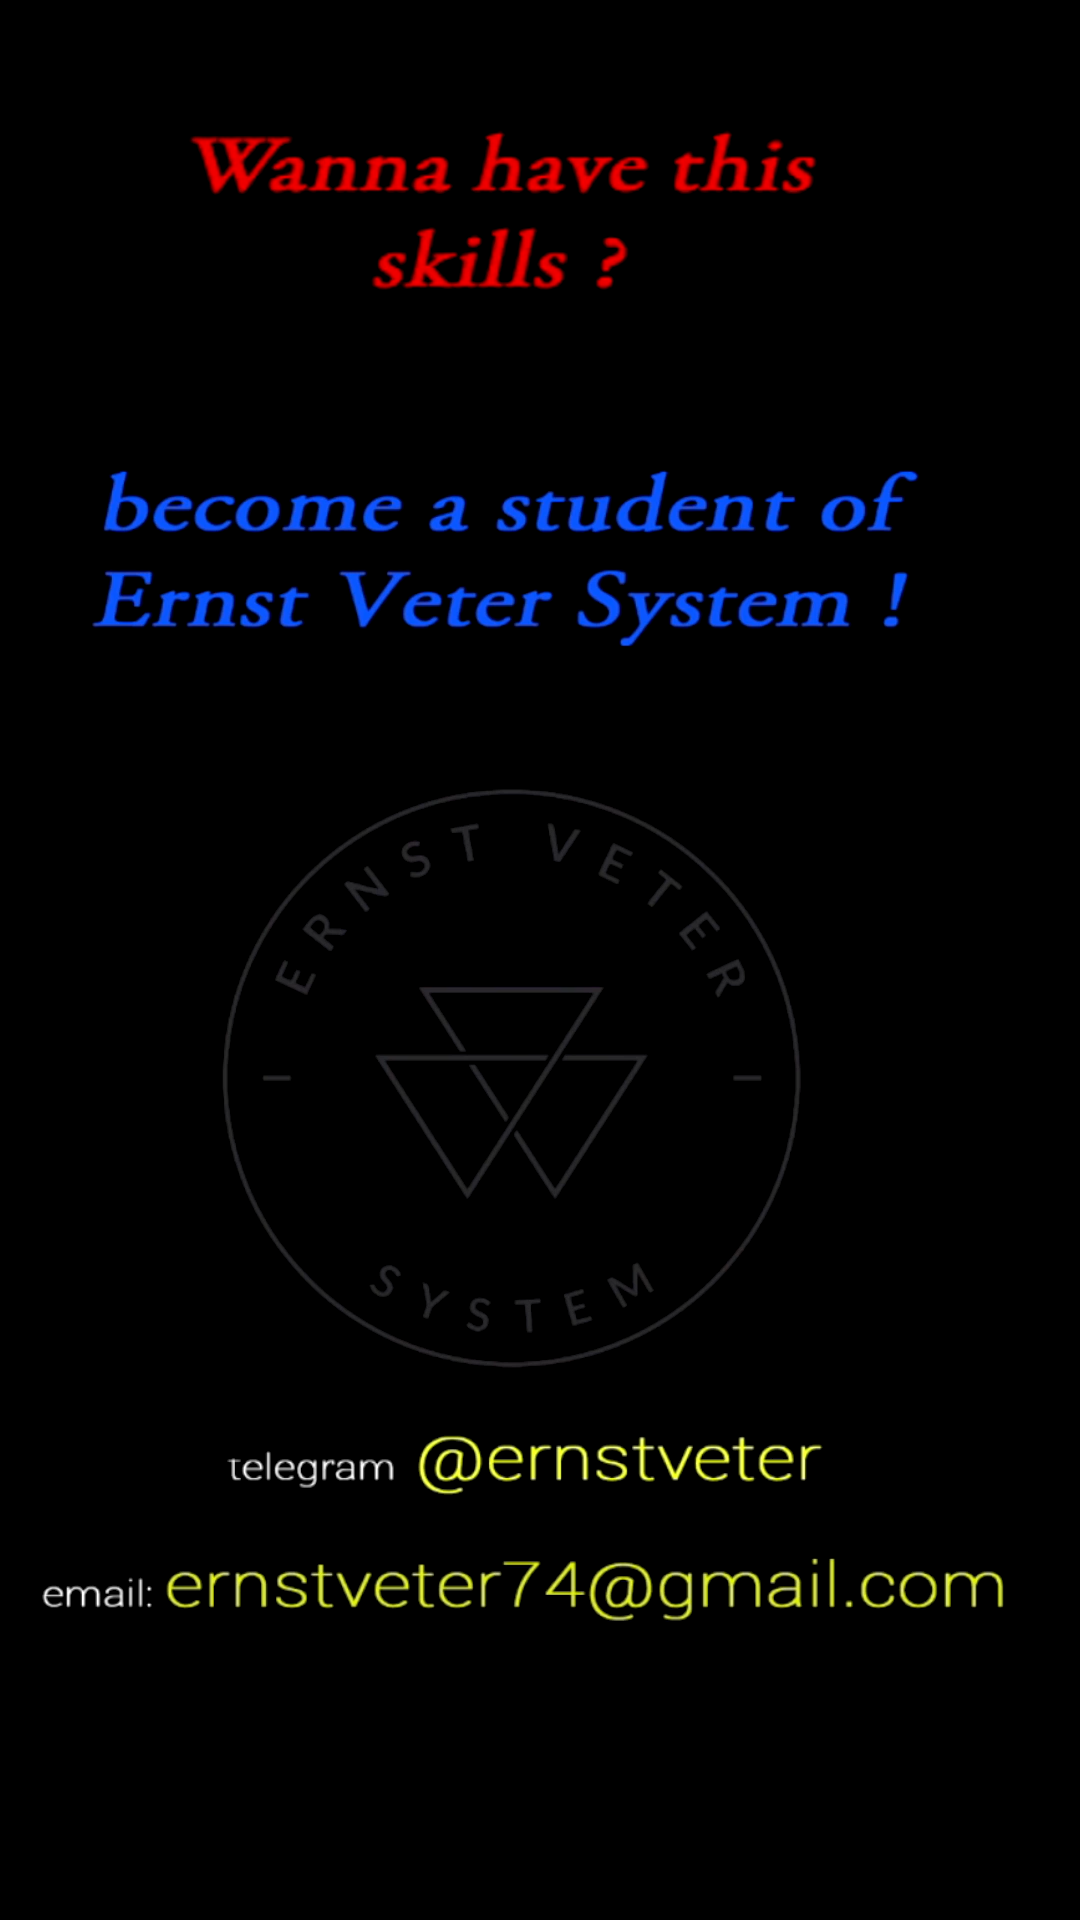 Wanna have this
skills ?
become a student of
Ernst Veter System !
ERNST VETER
SYSTEM
telegram @ernstveter
email: ernstveter74@gmail.com